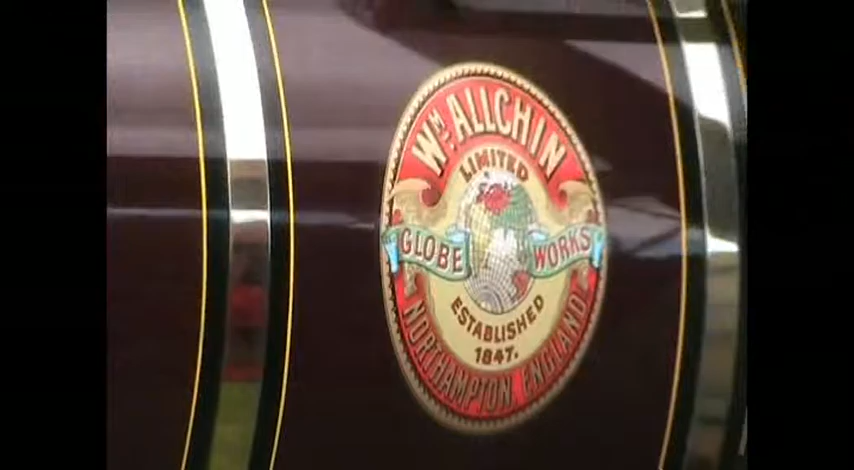 WM ALLCHIN
LIMITED
GLOBE WORKS
ESTABLISHED
1847.
NORTHAMPTON ENGLAND